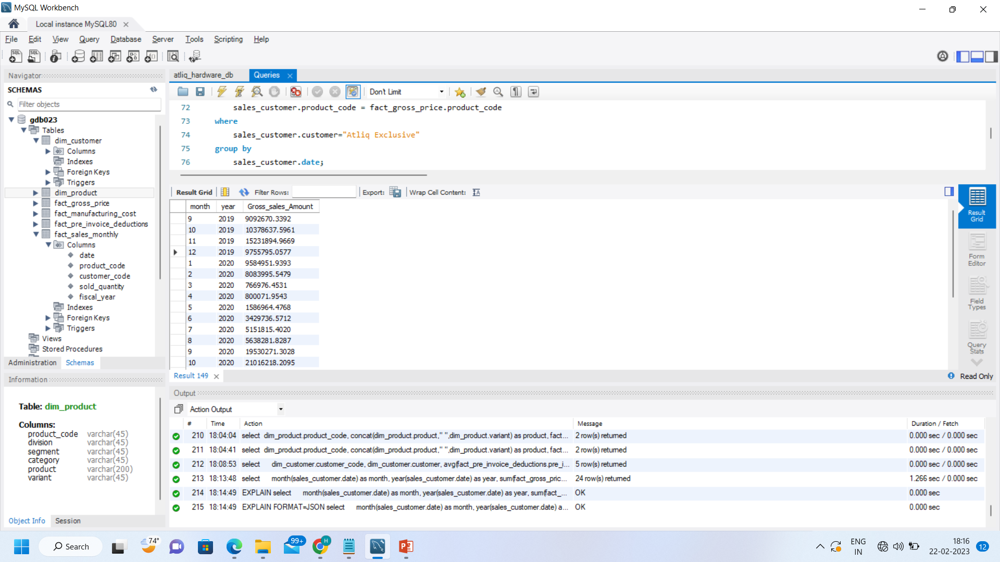 MySQL Workbench
Local instance MySQL80
File Edit View Query Database Server Tools Scripting Help
Navigator
SCHEMAS
Filter objects
gdb023
Tables
dim_customer
Columns
Indexes
Foreign Keys
Triggers
dim_product
fact_gross_price
fact_manufacturing_cost
fact_pre_invoice_deductions
fact_sales_monthly
Columns
date
product_code
customer_code
sold_quantity
fiscal_year
Indexes
Foreign Keys
Triggers
Views
Stored Procedures
Administration Schemas
Information
Table: dim_product
Columns:
product_code varchar(45)
division varchar(45)
segment varchar(45)
category varchar(45)
product varchar(200)
variant varchar(45)
Object Info Session
atliq_hardware_db Queries
Don't Limit
72 sales_customer.product_code = fact_gross_price.product_code
73 where
74 sales_customer.customer="Atliq Exclusive"
75 group by
76 sales_customer.date;
Result Grid Filter Rows: Export: Wrap Cell Content:
month year Gross_sales_Amount
9 2019 9092670.3392
10 2019 10378637.5961
11 2019 15231894.9669
12 2019 9755795.0577
1 2020 9584951.9393
2 2020 8083995.5479
3 2020 766976.4531
4 2020 800071.9543
5 2020 1586964.4768
6 2020 3429736.5712
7 2020 5151815.4020
8 2020 5638281.8287
9 2020 19530271.3028
10 2020 21016218.2095
Result Grid
Form Editor
Field Types
Query Stats
Result 149
Read Only
Output
Action Output
# Time Action Message Duration / Fetch
210 18:04:04 select dim_product.product_code, concat(dim_product.product," ",dim_product.variant) as product, fact... 2 row(s) returned 0.000 sec / 0.000 sec
211 18:04:41 select dim_product.product_code, concat(dim_product.product," ",dim_product.variant) as product, fact... 2 row(s) returned 0.000 sec / 0.000 sec
212 18:08:53 select dim_customer.customer_code, dim_customer.customer, avg(fact_pre_invoice_deductions.pre_i... 5 row(s) returned 0.000 sec / 0.000 sec
213 18:13:48 select month(sales_customer.date) as month, year(sales_customer.date) as year, sum(fact_gross_pric... 24 row(s) returned 1.266 sec / 0.000 sec
214 18:14:49 EXPLAIN select month(sales_customer.date) as month, year(sales_customer.date) as year, sum(fact_... OK 0.000 sec
215 18:14:49 EXPLAIN FORMAT=JSON select month(sales_customer.date) as month, year(sales_customer.date) a... OK 0.000 sec
Search
74°
99+
H
ENG
IN
18:16
22-02-2023
12